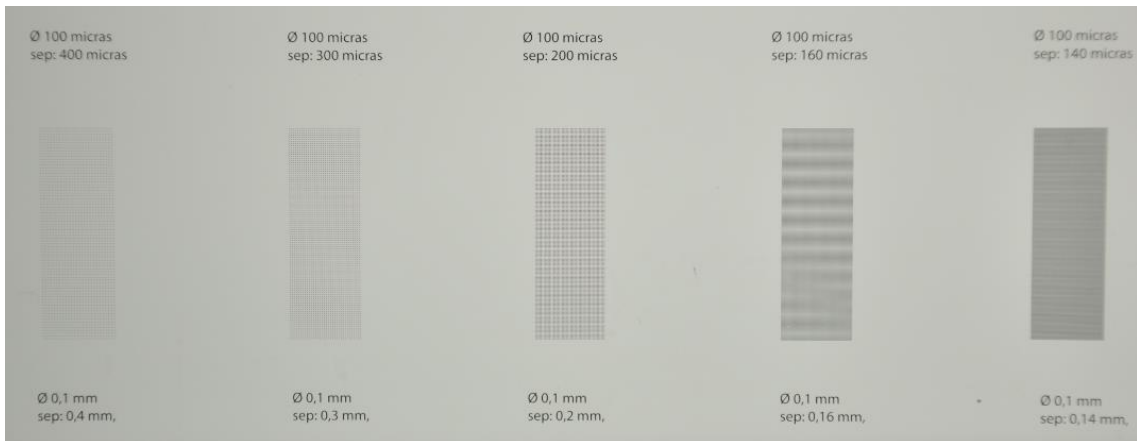 Ø 100 micras
sep: 400 micras
Ø 100 micras
sep: 300 micras
Ø 100 micras
sep: 200 micras
Ø 100 micras
sep: 160 micras
Ø 100 micras
sep: 140 micras
Ø 0,1 mm
sep: 0,4 mm,
Ø 0,1 mm
sep: 0,3 mm,
Ø 0,1 mm
sep: 0,2 mm,
Ø 0,1 mm
sep: 0,16 mm,
Ø 0,1 mm
sep: 0,14 mm,